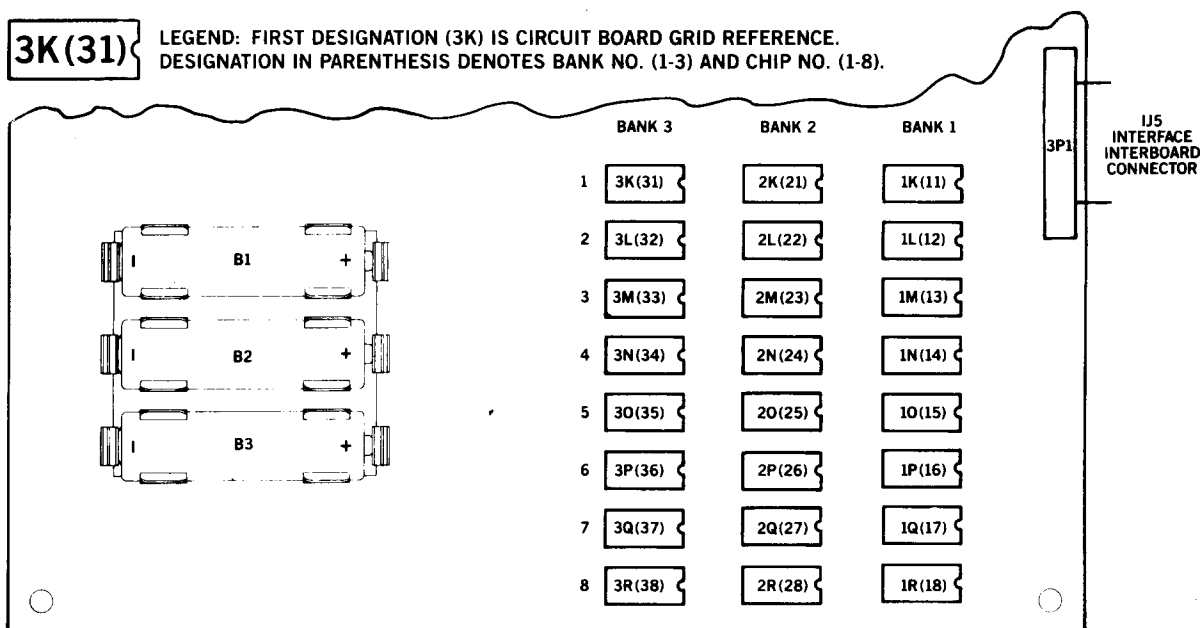 3K(31)
LEGEND: FIRST DESIGNATION (3K) IS CIRCUIT BOARD GRID REFERENCE.
DESIGNATION IN PARENTHESIS DENOTES BANK NO. (1-3) AND CHIP NO. (1-8).
BANK 3 BANK 2 BANK 1
3P1
IJ5
INTERFACE
INTERBOARD
CONNECTOR
1 3K(31) 2K(21) 1K(11)
2 3L(32) 2L(22) 1L(12)
- B1 +
3 3M(33) 2M(23) 1M(13)
- B2 +
4 3N(34) 2N(24) 1N(14)
5 3O(35) 2O(25) 1O(15)
- B3 +
6 3P(36) 2P(26) 1P(16)
7 3Q(37) 2Q(27) 1Q(17)
8 3R(38) 2R(28) 1R(18)